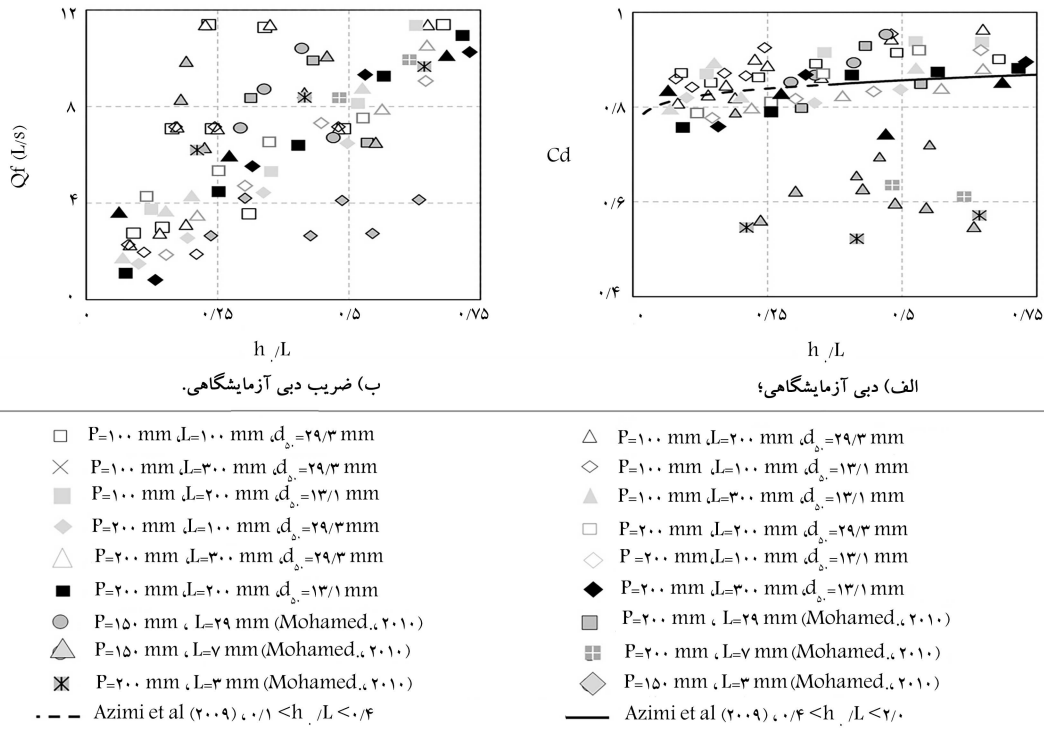 ۱۲
۸
۴
۰
Qf (L/s)
۰
۰/۲۵
۰/۵
۰/۷۵
h۰/L
ب) ضریب دبی آزمایشگاهی.
۱
۰/۸
۰/۶
۰/۴
Cd
۰
۰/۲۵
۰/۵
۰/۷۵
h۰/L
الف) دبی آزمایشگاهی؛
P=۱۰۰ mm ،L=۱۰۰ mm ،d۵۰=۲۹/۳ mm
P=۱۰۰ mm ،L=۳۰۰ mm ،d۵۰=۲۹/۳ mm
P=۱۰۰ mm ،L=۲۰۰ mm ،d۵۰=۱۳/۱ mm
P=۲۰۰ mm ،L=۱۰۰ mm ،d۵۰=۲۹/۳mm
P=۲۰۰ mm ،L=۳۰۰ mm ،d۵۰=۲۹/۳ mm
P=۲۰۰ mm ،L=۲۰۰ mm ،d۵۰=۱۳/۱ mm
P=۱۵۰ mm ، L=۲۹ mm (Mohamed.، ۲۰۱۰)
P=۱۵۰ mm ، L=۷ mm (Mohamed.، ۲۰۱۰)
P=۲۰۰ mm ، L=۳ mm (Mohamed.، ۲۰۱۰)
Azimi et al (۲۰۰۹) ، ۰/۱ <h۰/L <۰/۴
P=۱۰۰ mm ،L=۲۰۰ mm ،d۵۰=۲۹/۳ mm
P=۱۰۰ mm ،L=۱۰۰ mm ،d۵۰=۱۳/۱ mm
P=۱۰۰ mm ،L=۳۰۰ mm ،d۵۰=۱۳/۱ mm
P=۲۰۰ mm ،L=۲۰۰ mm ،d۵۰=۲۹/۳ mm
P=۲۰۰ mm ،L=۱۰۰ mm ،d۵۰=۱۳/۱ mm
P=۲۰۰ mm ،L=۳۰۰ mm ،d۵۰=۱۳/۱ mm
P=۲۰۰ mm ، L=۲۹ mm (Mohamed.، ۲۰۱۰)
P=۲۰۰ mm ، L=۷ mm (Mohamed.، ۲۰۱۰)
P=۱۵۰ mm ، L=۳ mm (Mohamed.، ۲۰۱۰)
Azimi et al (۲۰۰۹) ، ۰/۴ <h۰/L <۲/۰